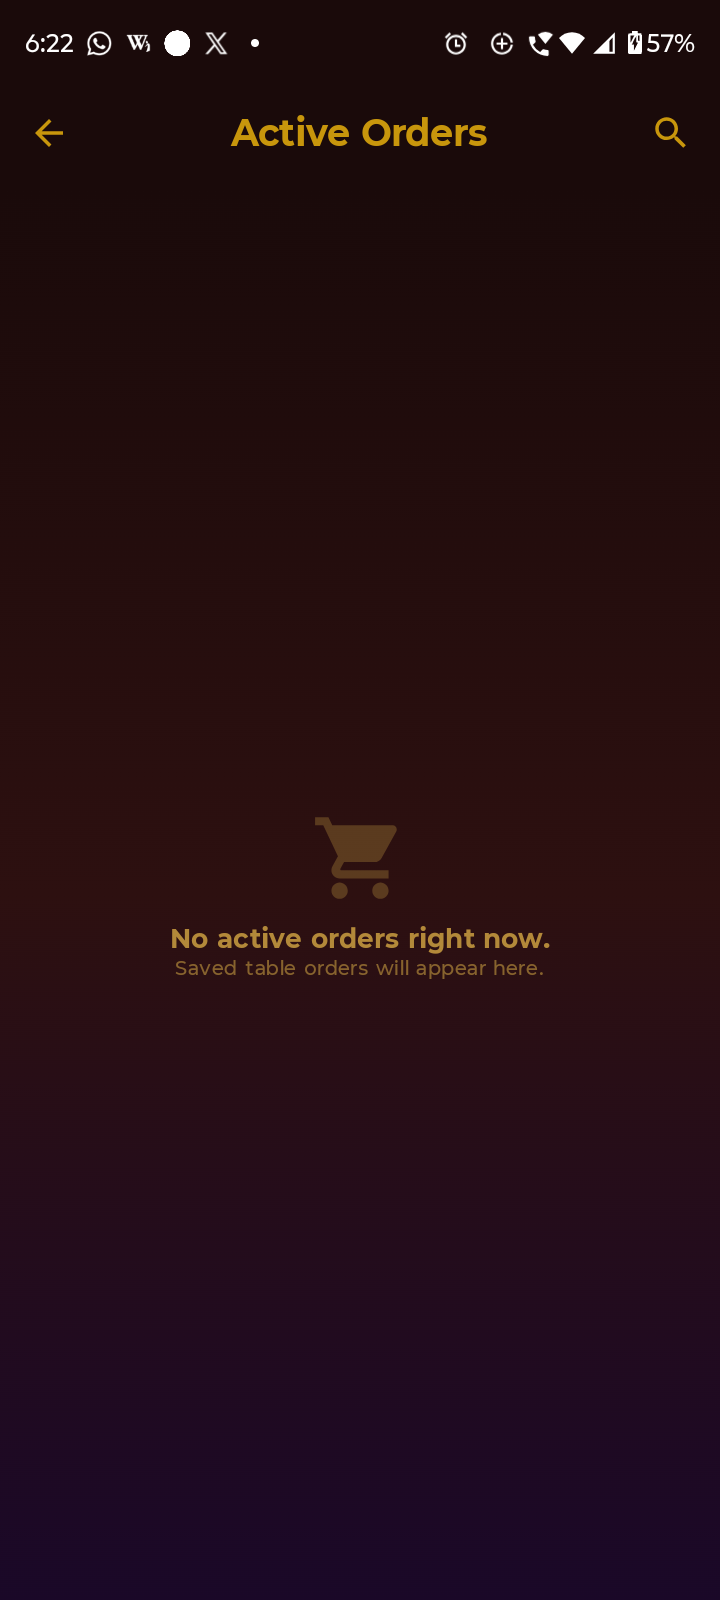 6:22 57%
Active Orders
No active orders right now.
Saved table orders will appear here.